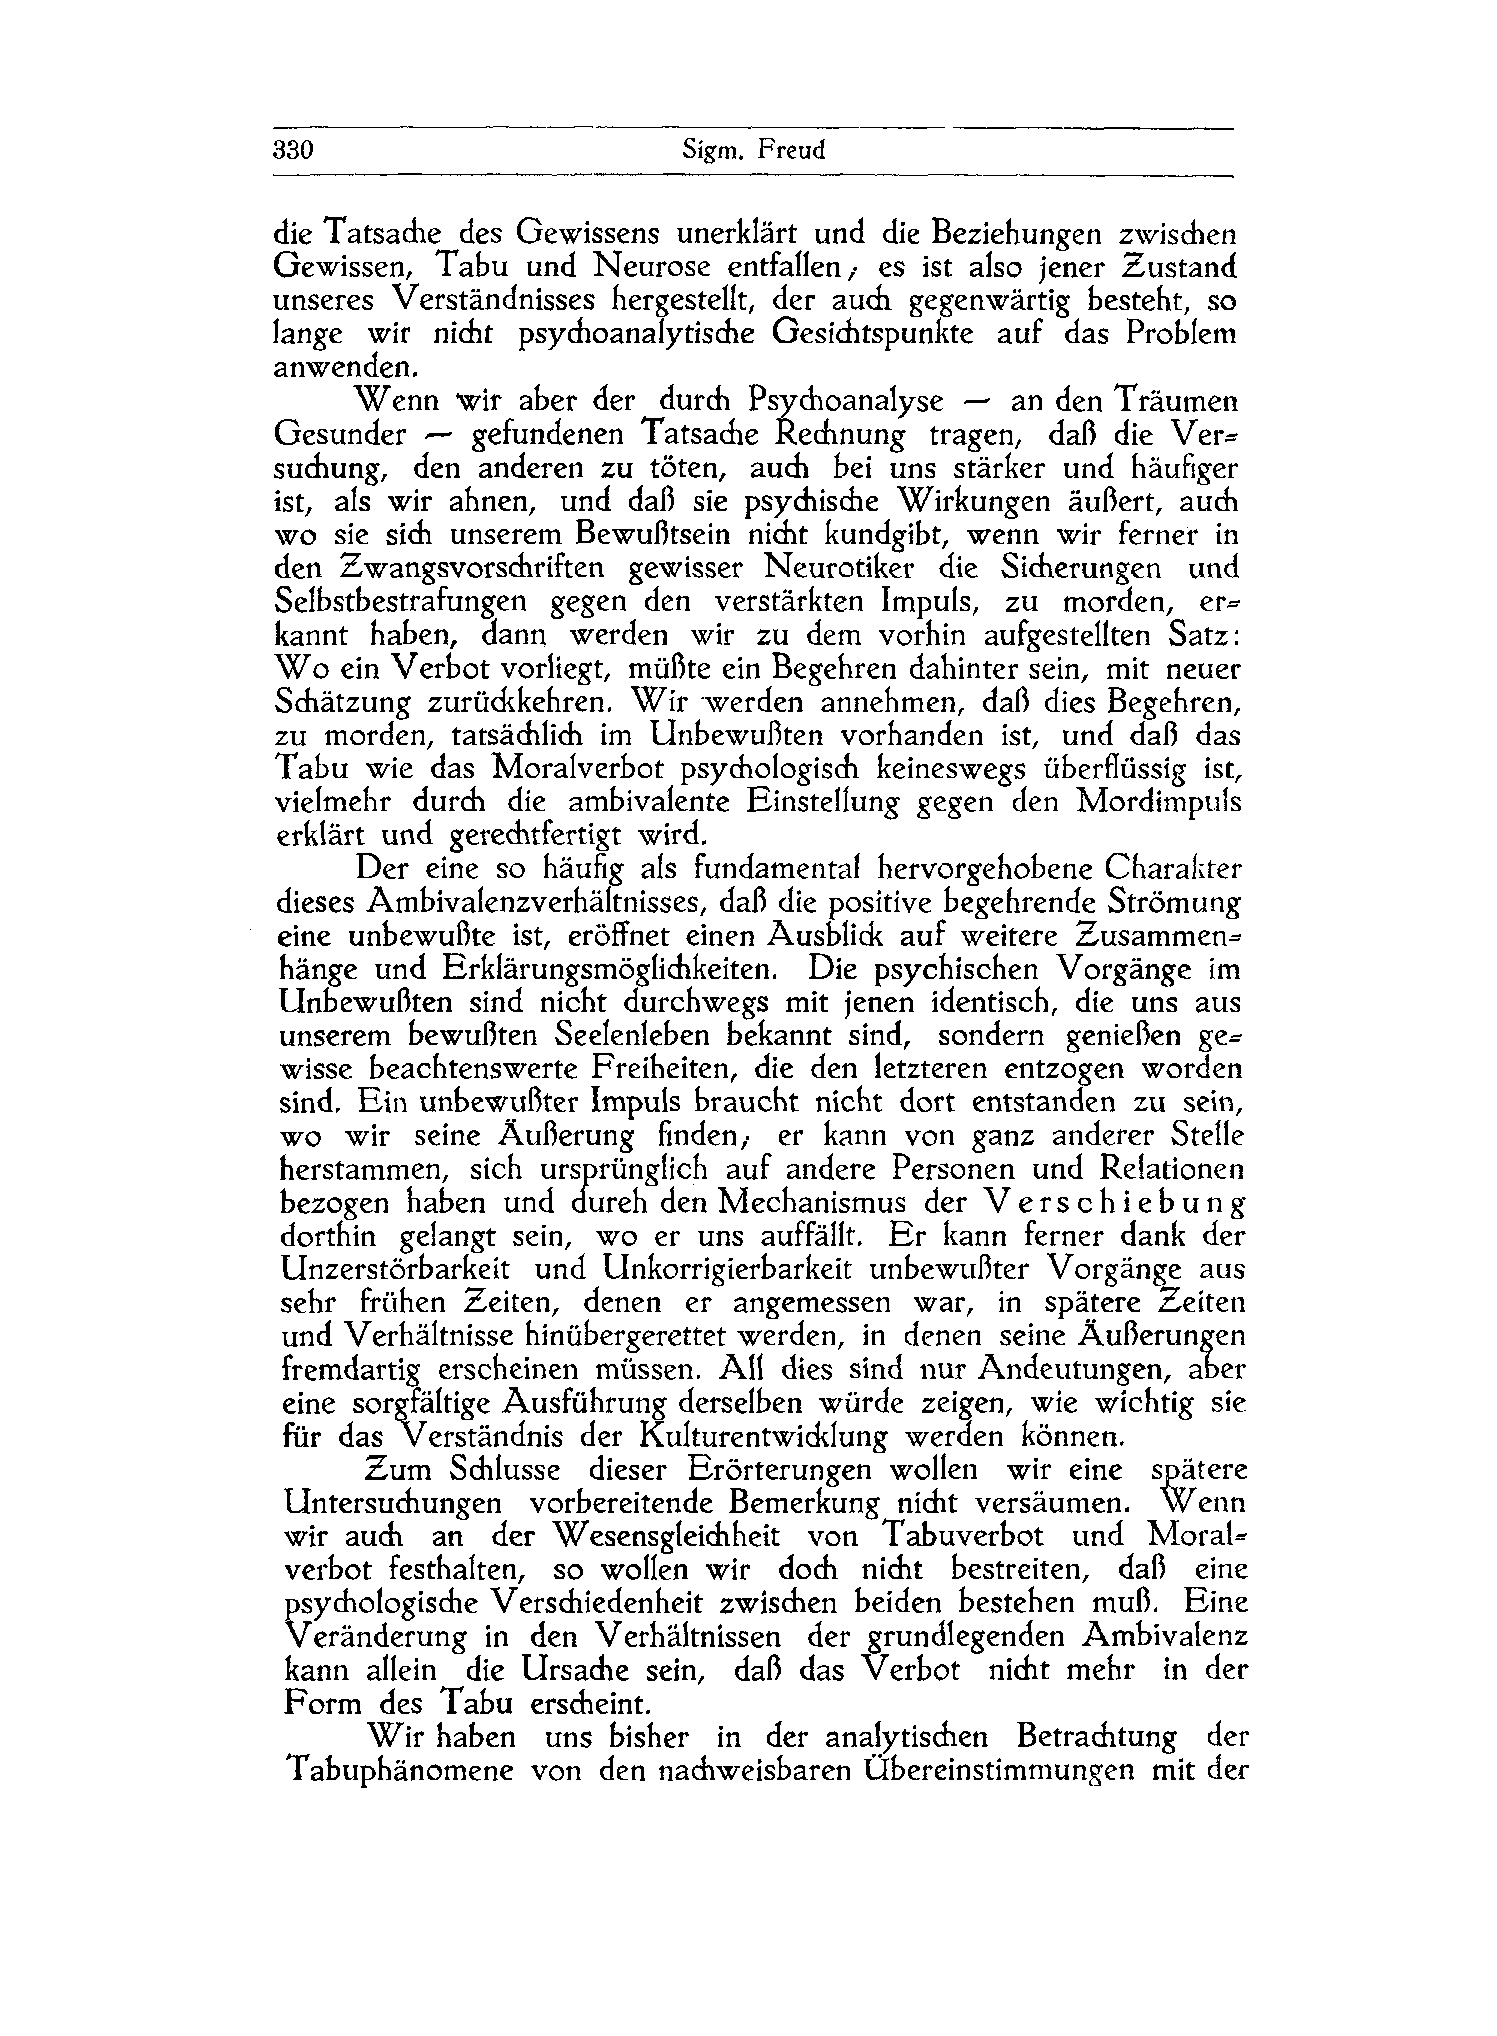 330 Sigm. Freud
die Tatsache des Gewissens unerklärt und die Beziehungen zwischen
Gewissen, Tabu und Neurose entfallen; es ist also jener Zustand
unseres Verständnisses hergestellt, der auch gegenwärtig besteht, so
lange wir nicht psychoanalytische Gesichtspunkte auf das Problem
anwenden.
Wenn wir aber der durch Psychoanalyse — an den Träumen
Gesunder — gefundenen Tatsache Rechnung tragen, daß die Ver-
suchung, den anderen zu töten, auch bei uns stärker und häufiger
ist, als wir ahnen, und daß sie psychische Wirkungen äußert, auch
wo sie sich unserem Bewußtsein nicht kundgibt, wenn wir ferner in
den Zwangsvorschriften gewisser Neurotiker die Sicherungen und
Selbstbestrafungen gegen den verstärkten Impuls, zu morden, er-
kannt haben, dann werden wir zu dem vorhin aufgestellten Satz:
Wo ein Verbot vorliegt, müßte ein Begehren dahinter sein, mit neuer
Schätzung zurückkehren. Wir werden annehmen, daß dies Begehren,
zu morden, tatsächlich im Unbewußten vorhanden ist, und daß das
Tabu wie das Moralverbot psychologisch keineswegs überflüssig ist,
vielmehr durch die ambivalente Einstellung gegen den Mordimpuls
erklärt und gerechtfertigt wird.
Der eine so häufig als fundamental hervorgehobene Charakter
dieses Ambivalenzverhältnisses, daß die positive begehrende Strömung
eine unbewußte ist, eröffnet einen Ausblick auf weitere Zusammen-
hänge und Erklärungsmöglichkeiten. Die psychischen Vorgänge im
Unbewußten sind nicht durchwegs mit jenen identisch, die uns aus
unserem bewußten Seelenleben bekannt sind, sondern genießen ge-
wisse beachtenswerte Freiheiten, die den letzteren entzogen worden
sind. Ein unbewußter Impuls braucht nicht dort entstanden zu sein,
wo wir seine Äußerung finden; er kann von ganz anderer Stelle
herstammen, sich ursprünglich auf andere Personen und Relationen
bezogen haben und dureh den Mechanismus der Verschiebung
dorthin gelangt sein, wo er uns auffällt. Er kann ferner dank der
Unzerstörbarkeit und Unkorrigierbarkeit unbewußter Vorgänge aus
sehr frühen Zeiten, denen er angemessen war, in spätere Zeiten
und Verhältnisse hinübergerettet werden, in denen seine Äußerungen
fremdartig erscheinen müssen. All dies sind nur Andeutungen, aber
eine sorgfältige Ausführung derselben würde zeigen, wie wichtig sie
für das Verständnis der Kulturentwicklung werden können.
Zum Schlusse dieser Erörterungen wollen wir eine spätere
Untersuchungen vorbereitende Bemerkung nicht versäumen. Wenn
wir auch an der Wesensgleichheit von Tabuverbot und Moral-
verbot festhalten, so wollen wir doch nicht bestreiten, daß eine
psychologische Verschiedenheit zwischen beiden bestehen muß. Eine
Veränderung in den Verhältnissen der grundlegenden Ambivalenz
kann allein die Ursache sein, daß das Verbot nicht mehr in der
Form des Tabu erscheint.
Wir haben uns bisher in der analytischen Betrachtung der
Tabuphänomene von den nachweisbaren Übereinstimmungen mit der